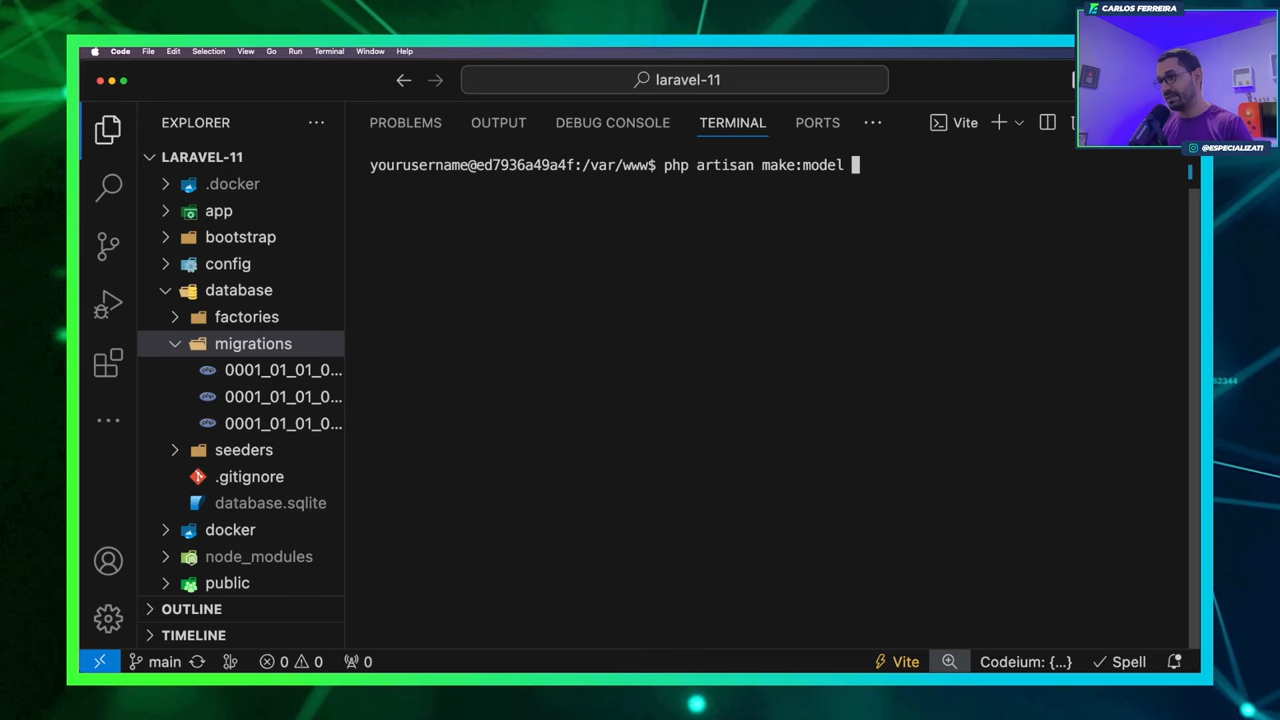 CARLOS FERREIRA
Code File Edit Selection View Go Run Terminal Window Help
laravel-11
EXPLORER
PROBLEMS OUTPUT DEBUG CONSOLE TERMINAL PORTS
Vite
@ESPECIALIZATI
LARAVEL-11
yourusername@ed7936a49a4f:/var/www$ php artisan make:model
.docker
app
bootstrap
config
database
factories
migrations
0001_01_01_0...
0001_01_01_0...
0001_01_01_0...
seeders
.gitignore
database.sqlite
docker
node_modules
public
OUTLINE
TIMELINE
main 0 0 0 Vite Codeium: {...} Spell